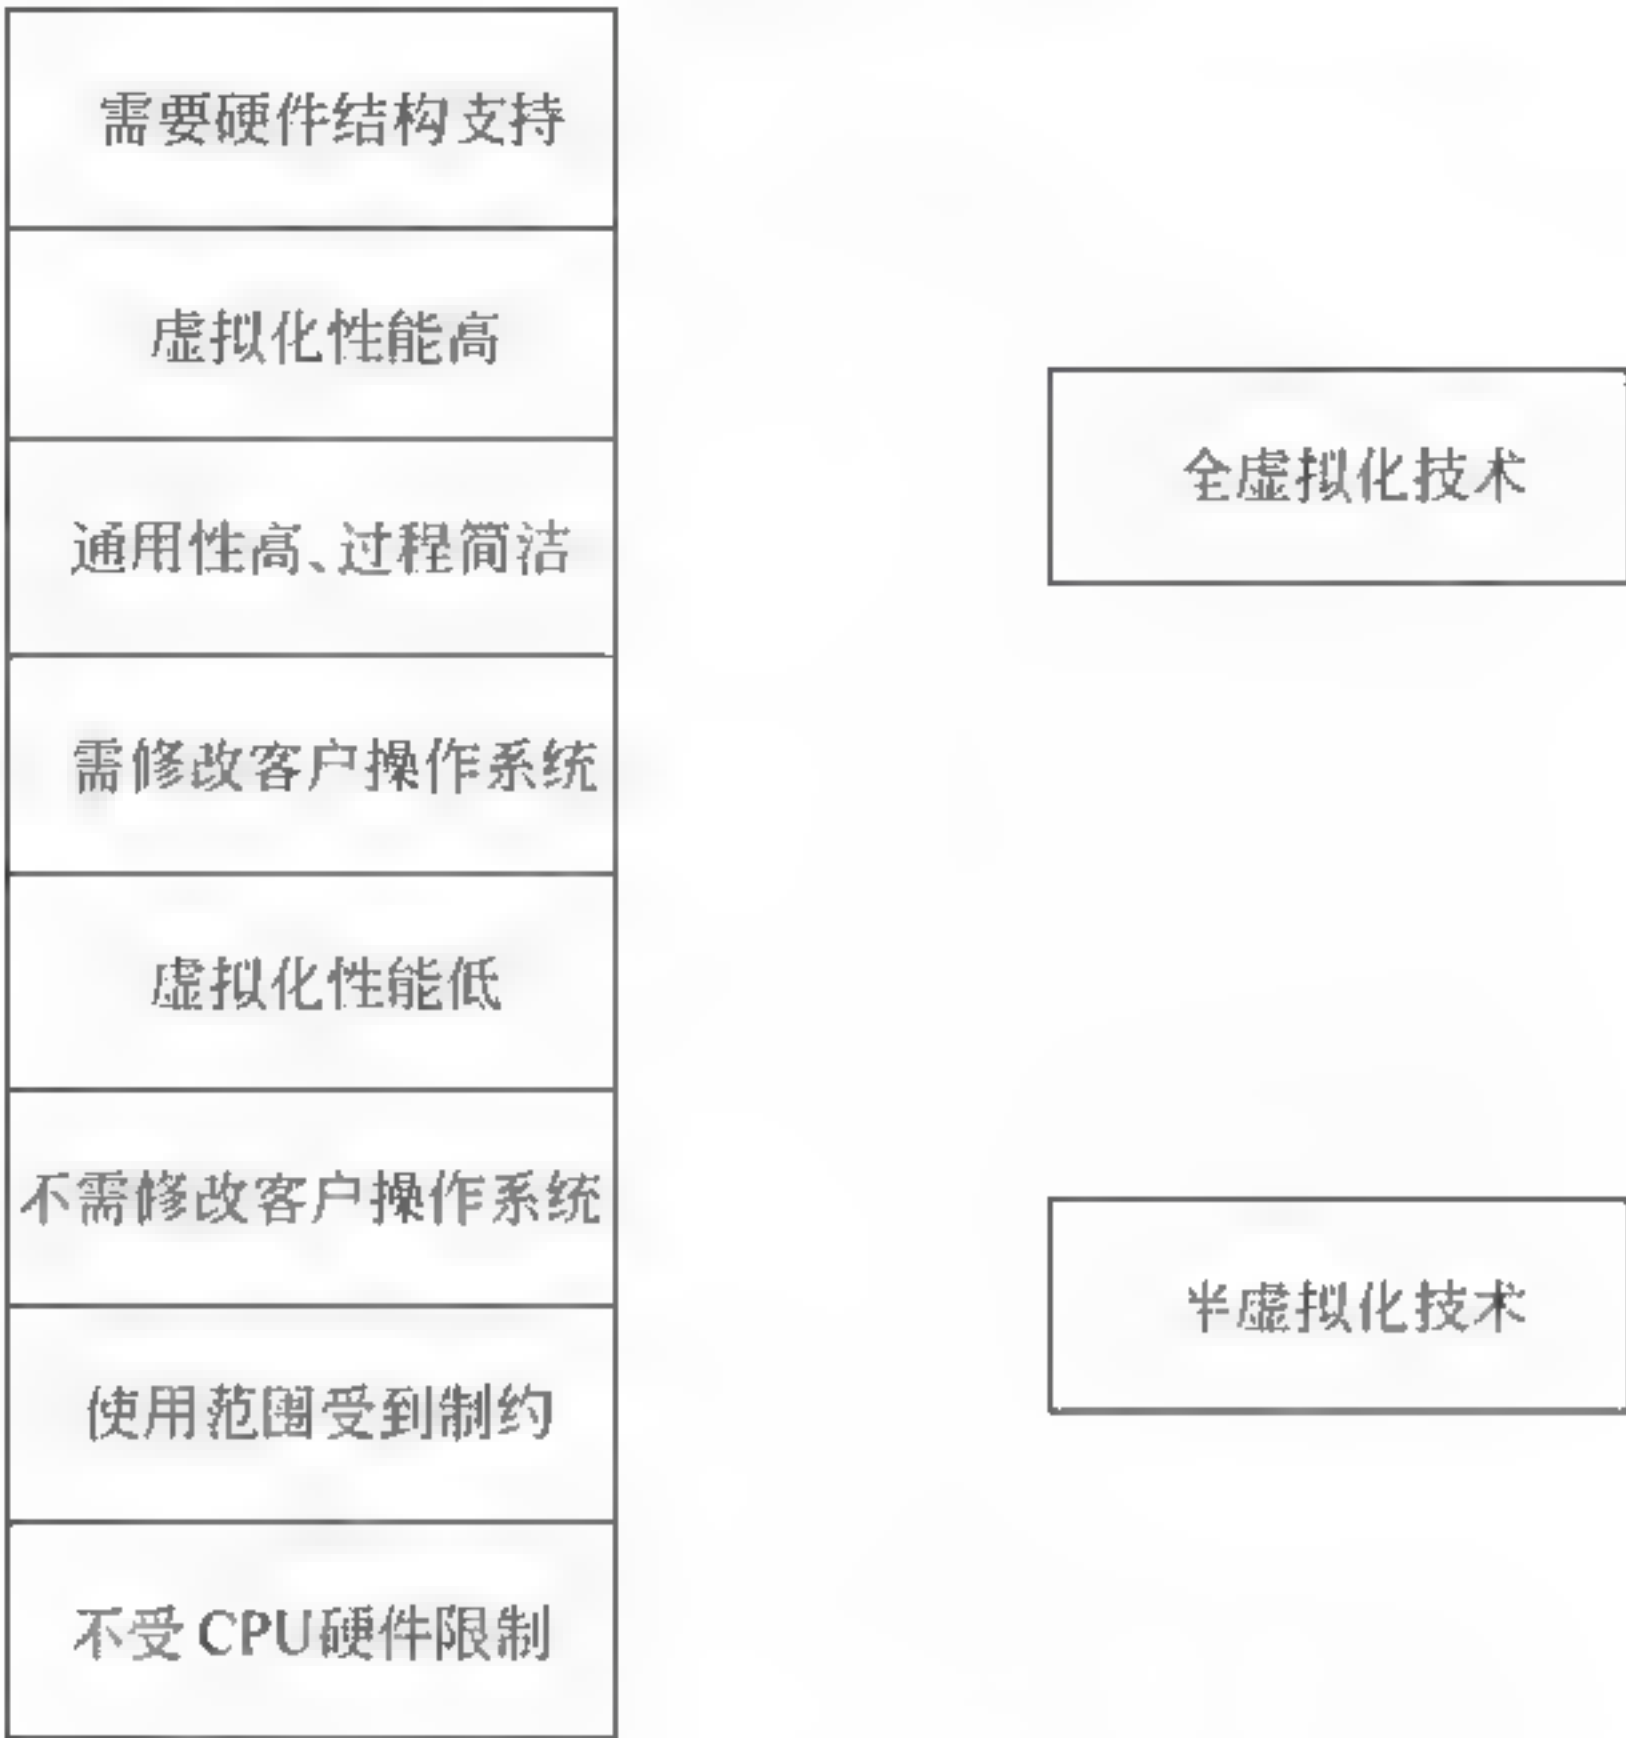 需要硬件结构支持
虚拟化性能高
通用性高、过程简洁
需修改客户操作系统
虚拟化性能低
不需修改客户操作系统
使用范围受到制约
不受CPU硬件限制
全虚拟化技术
半虚拟化技术